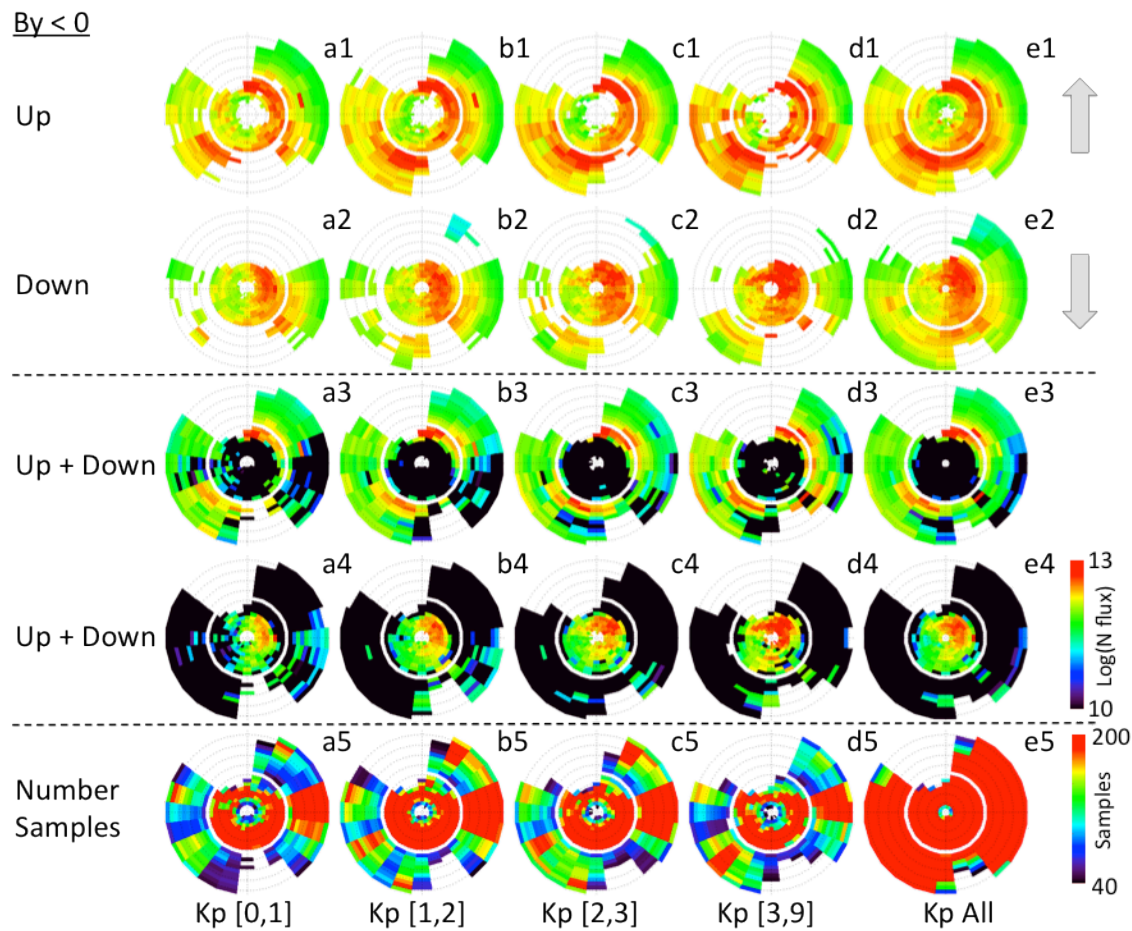 By < 0
a1 b1 c1 d1 e1
Up
a2 b2 c2 d2 e2
Down
a3 b3 c3 d3 e3
Up + Down
a4 b4 c4 d4 e4
13
Up + Down
Log(N flux)
10
a5 b5 c5 d5 e5
200
Number
Samples
Samples
40
Kp [0,1] Kp [1,2] Kp [2,3] Kp [3,9] Kp All